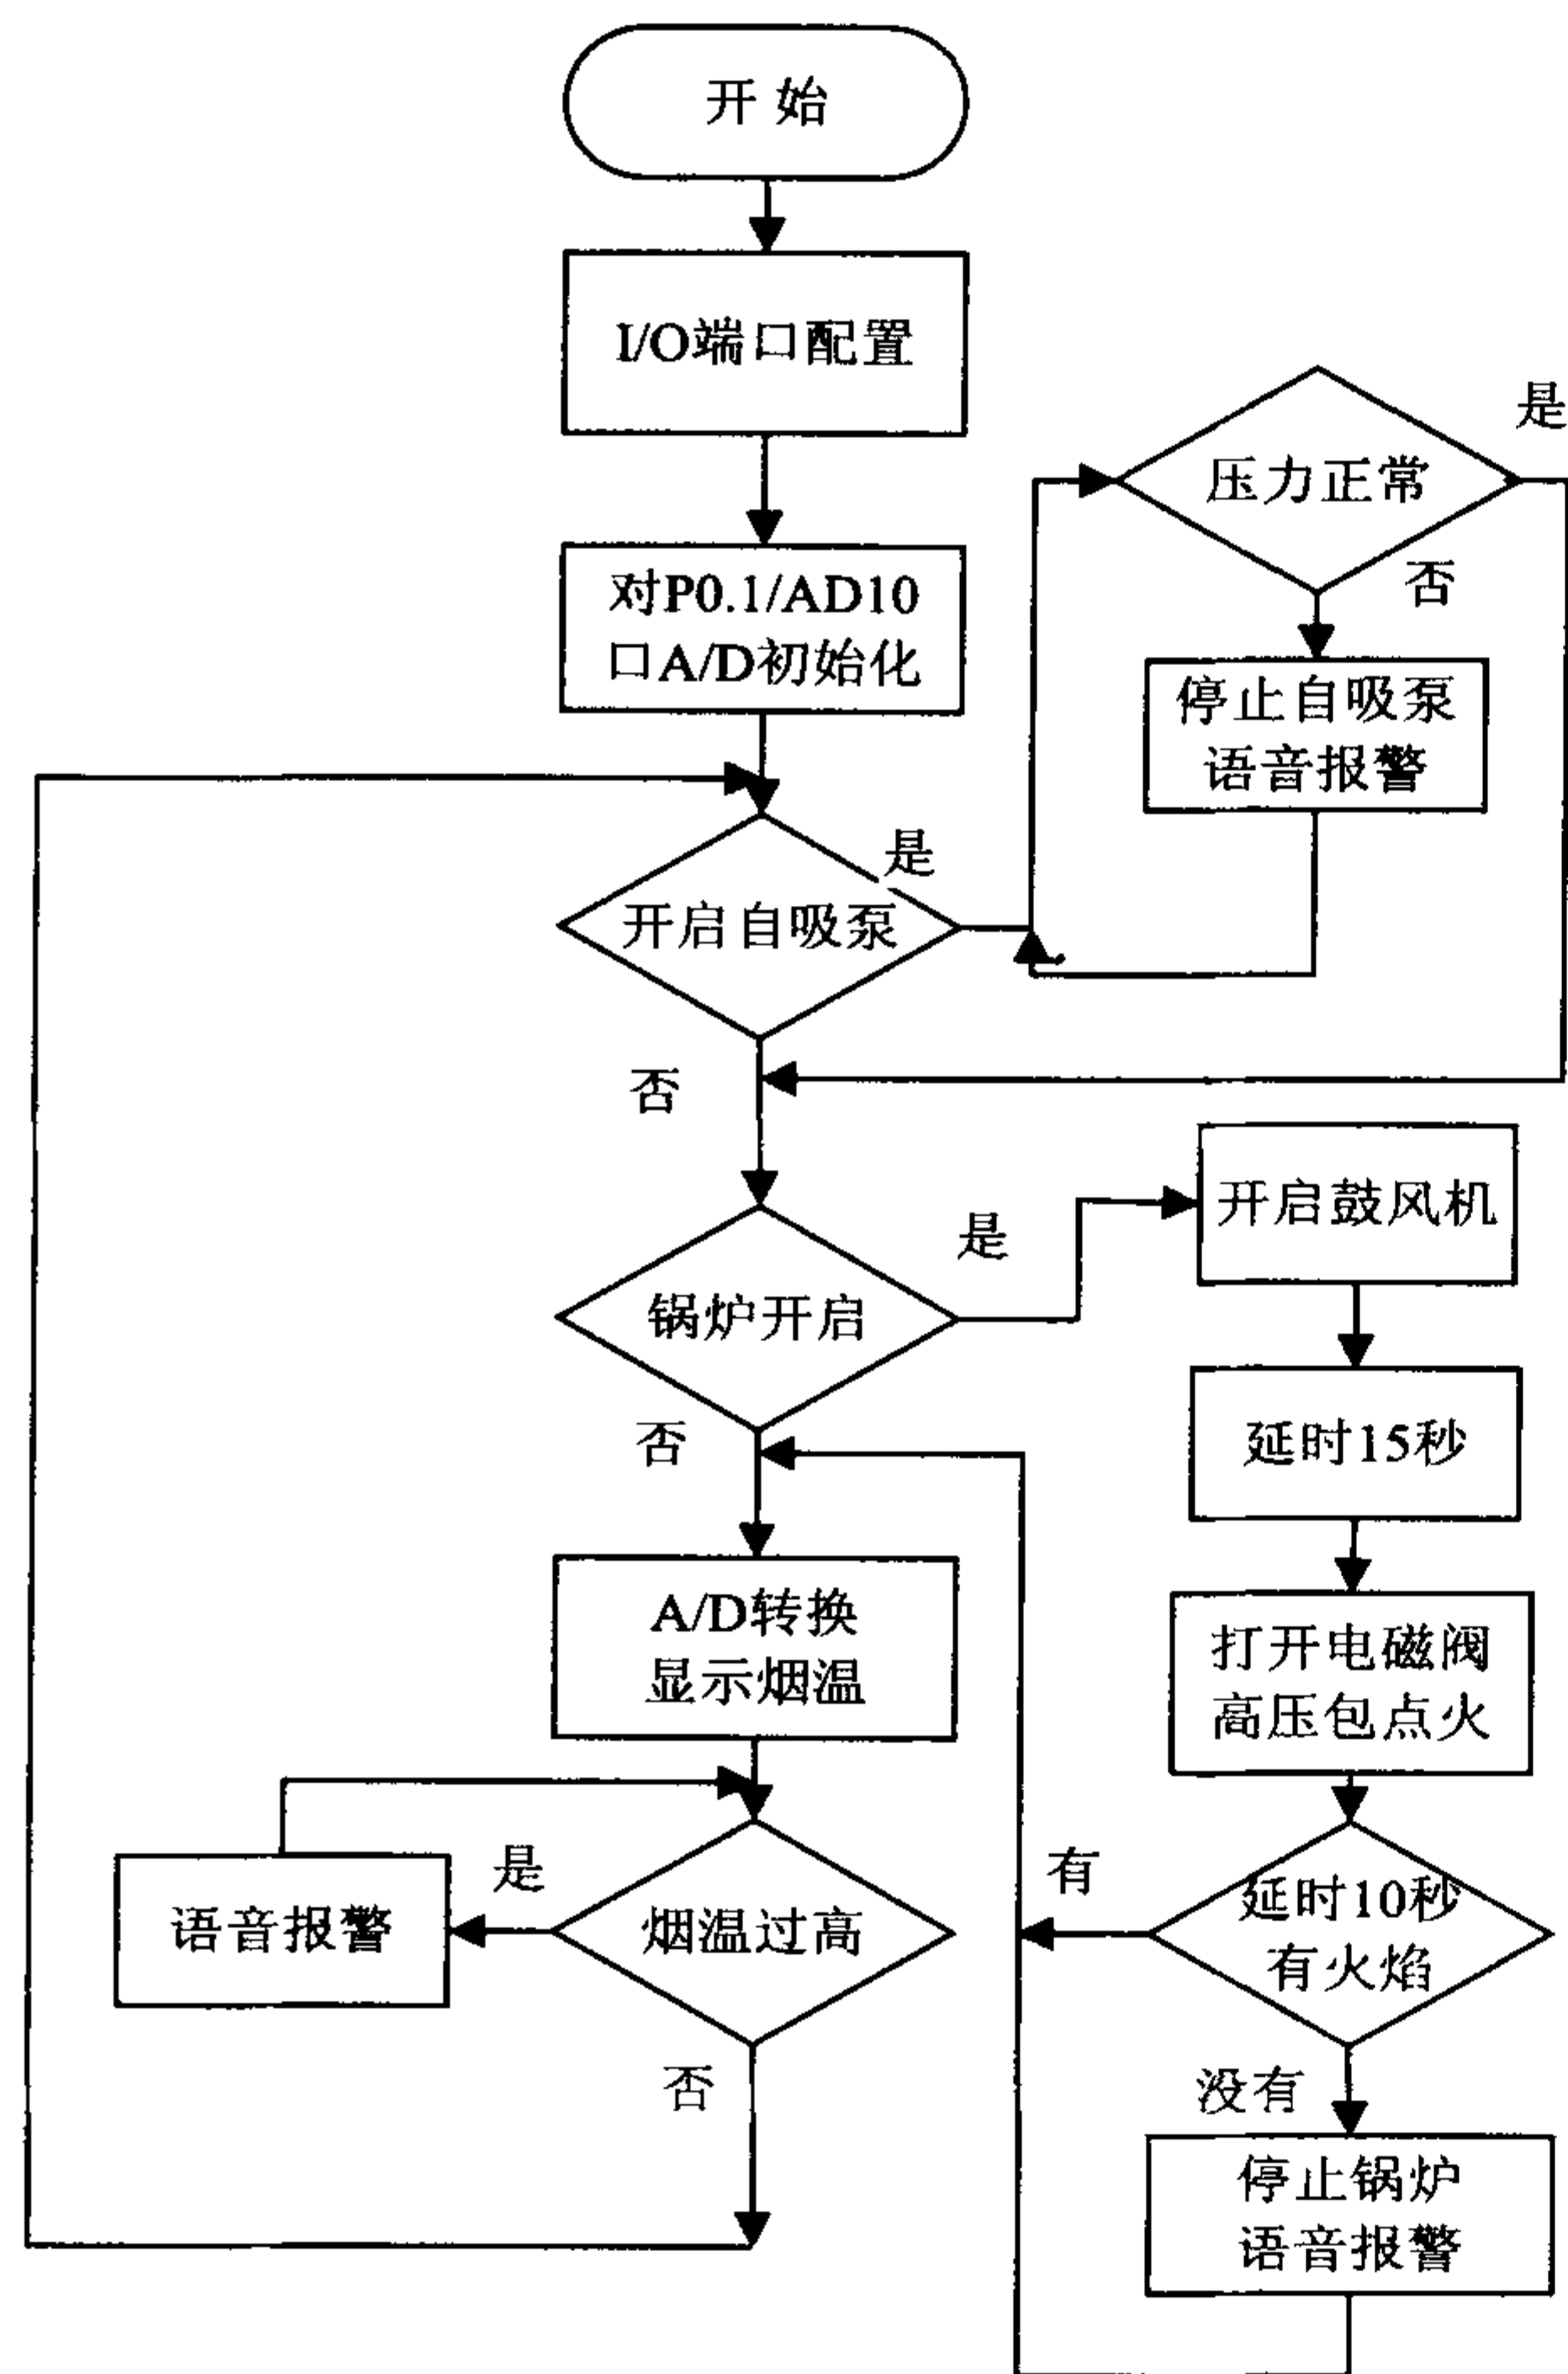 开始
I/O端口配置
是
压力正常
否
对P0.1/AD10
口A/D初始化
停止自吸泵
语音报警
是
开启自吸泵
否
开启鼓风机
是
锅炉开启
否
延时15秒
A/D转换
显示烟温
打开电磁阀
高压包点火
是
有
语音报警
烟温过高
延时10秒
有火焰
否
没有
停止锅炉
语音报警